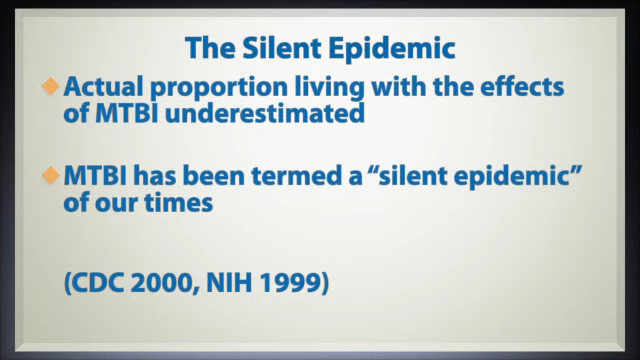 The Silent Epidemic
Actual proportion living with the effects
of MTBI underestimated
MTBI has been termed a “silent epidemic”
of our times
(CDC 2000, NIH 1999)